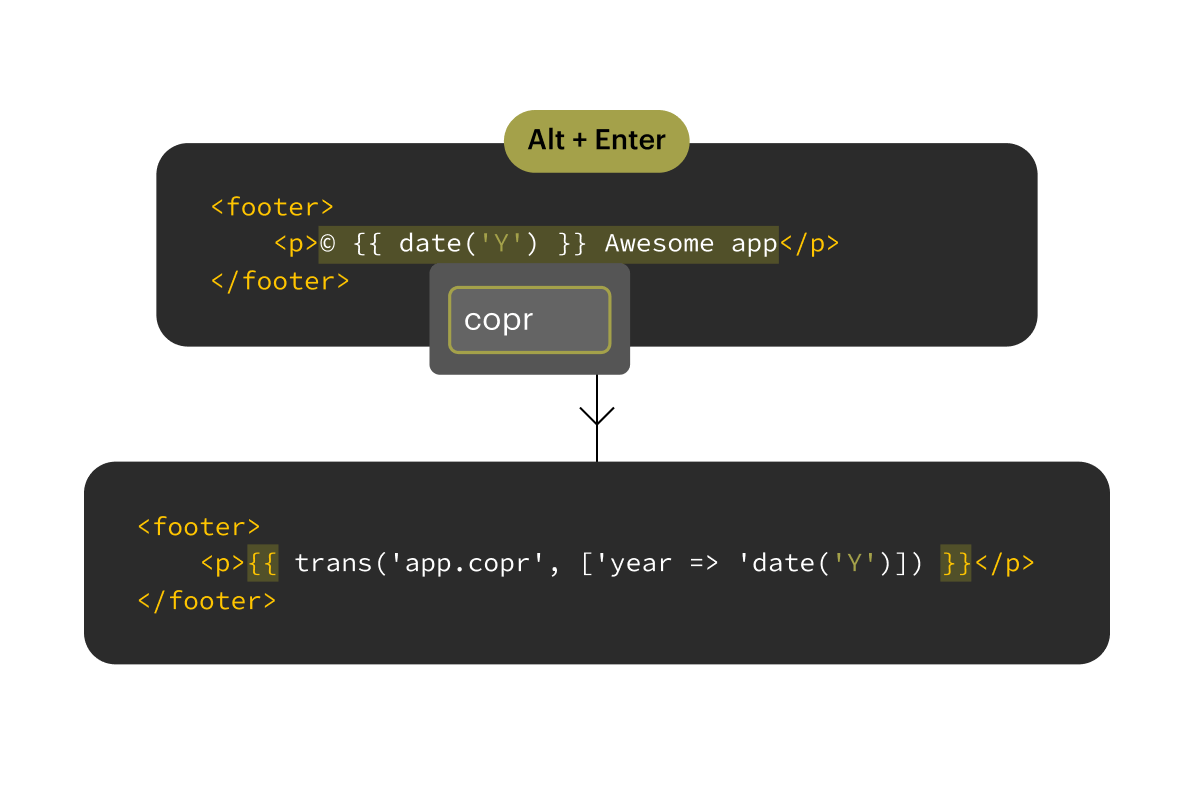 Alt + Enter
<footer>
<p>© {{ date('Y') }} Awesome app</p>
</footer>
copr
<footer>
<p>{{ trans('app.copr', ['year => 'date('Y')]) }}</p>
</footer>